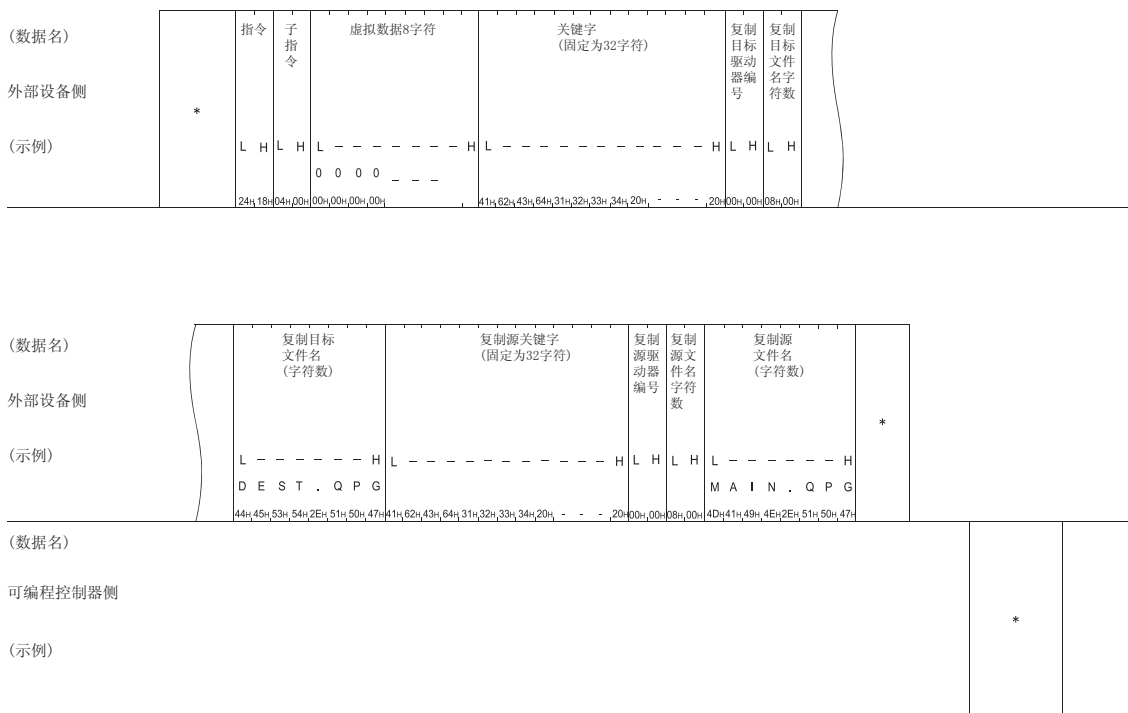 (数据名)
指令
子
指
令
虚拟数据8字符
关键字
(固定为32字符)
复制
目标
驱动
器编
号
复制
目标
文件
名字
符数
外部设备侧
*
(示例)
L H L H L - - - - - - - H L - - - - - - - - - - - - H L H L H
0 0 0 0 _ _ _
24H,18H 04H,00H 00H,00H,00H,00H , 41H,62H,43H,64H,31H,32H,33H,34H,20H, - - - ,20H 00H,00H 08H,00H
(数据名)
复制目标
文件名
(字符数)
复制源关键字
(固定为32字符)
复制
源驱
动器
编号
复制
源文
件名
字符
数
复制源
文件名
(字符数)
外部设备侧
*
(示例)
L - - - - - - H L - - - - - - - - - - - - H L H L H L - - - - - - H
D E S T . Q P G M A I N . Q P G
44H,45H,53H,54H,2EH,51H,50H,47H 41H,62H,43H,64H,31H,32H,33H,34H,20H, - - - ,20H 00H,00H 08H,00H 4DH,41H,49H,4EH,2EH,51H,50H,47H
(数据名)
可编程控制器侧
*
(示例)